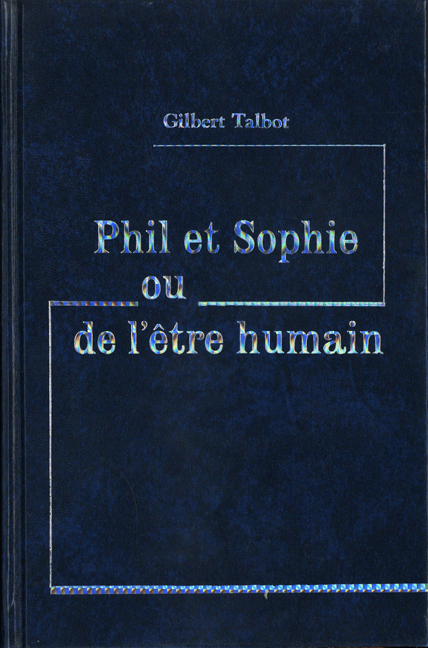 Gilbert Talbot
Phil et Sophie
ou
de l'être humain